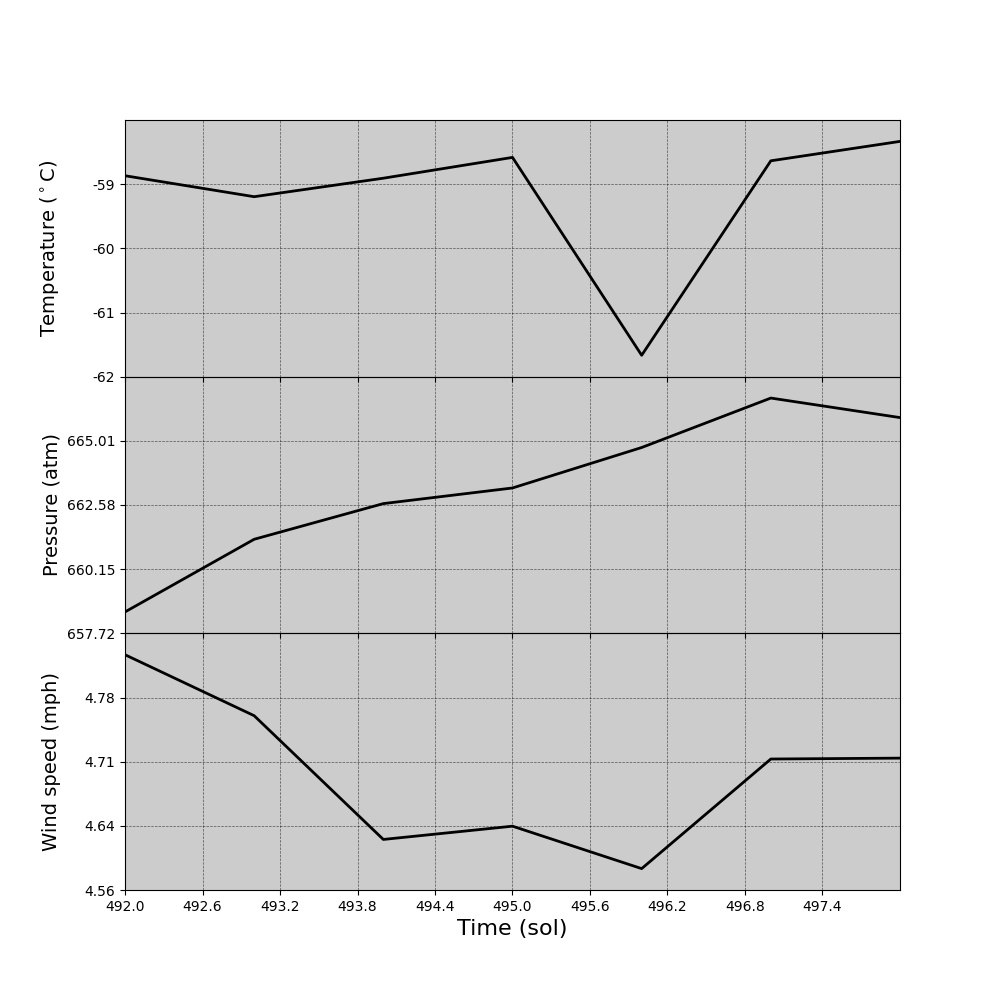 Temperature (°C)
-59
-60
-61
-62
Pressure (atm)
665.01
662.58
660.15
657.72
Wind speed (mph)
4.78
4.71
4.64
4.56
492.0 492.6 493.2 493.8 494.4 495.0 495.6 496.2 496.8 497.4
Time (sol)